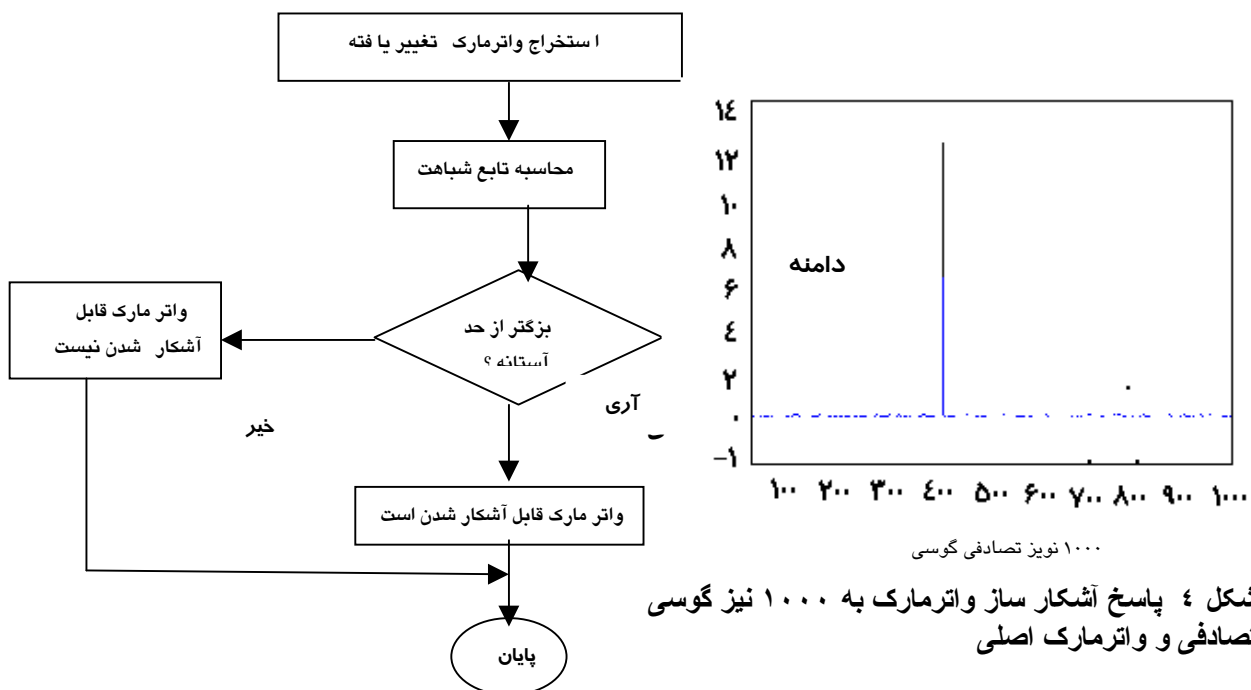 ا ستخراج واترمارک تغییر یا فته
محاسبه تابع شباهت
بزگتر از حد
آستانه ؟
واتر مارک قابل
آشکار شدن نیست
آری
خیر
واتر مارک قابل آشکار شدن است
پایان
۱۴
۱۲
۱۰
۸
۶
۴
۲
۰
-۱
دامنه
۱۰۰ ۲۰۰ ۳۰۰ ٤۰۰ ۵۰۰ ۶۰۰ ۷۰۰ ۸۰۰ ۹۰۰ ۱۰۰۰
۱۰۰۰ نویز تصادفی گوسی
شکل ٤ پاسخ آشکار ساز واترمارک به ۱۰۰۰ نیز گوسی
تصادفی و واترمارک اصلی